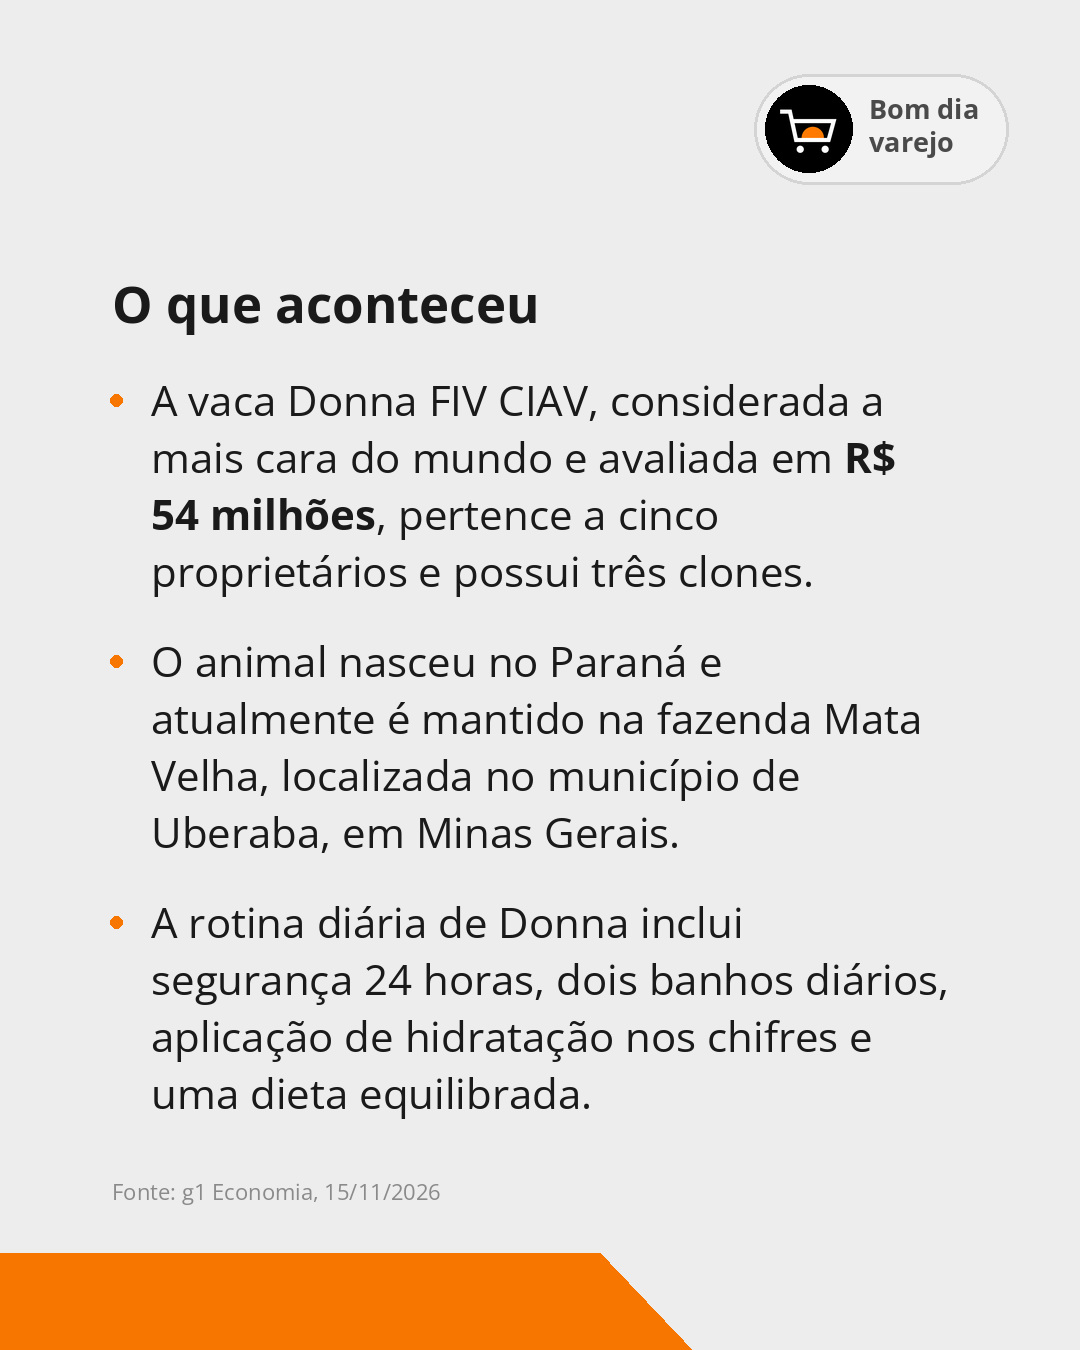 Bom dia
varejo
O que aconteceu
A vaca Donna FIV CIAV, considerada a
mais cara do mundo e avaliada em R$
54 milhões, pertence a cinco
proprietários e possui três clones.
O animal nasceu no Paraná e
atualmente é mantido na fazenda Mata
Velha, localizada no município de
Uberaba, em Minas Gerais.
A rotina diária de Donna inclui
segurança 24 horas, dois banhos diários,
aplicação de hidratação nos chifres e
uma dieta equilibrada.
Fonte: g1 Economia, 15/11/2026